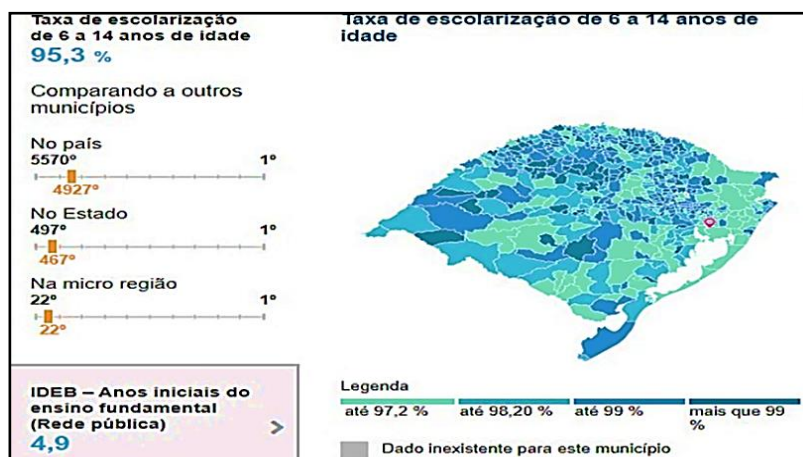 Taxa de escolarização
de 6 a 14 anos de idade
95,3 %
Comparando a outros
municípios
No país
5570º 1º
4927º
No Estado
497º 1º
467º
Na micro região
22º 1º
22º
IDEB – Anos iniciais do
ensino fundamental
(Rede pública)
4,9
>
Taxa de escolarização de 6 a 14 anos de
idade
Legenda
até 97,2 % até 98,20 % até 99 % mais que 99
%
Dado inexistente para este município